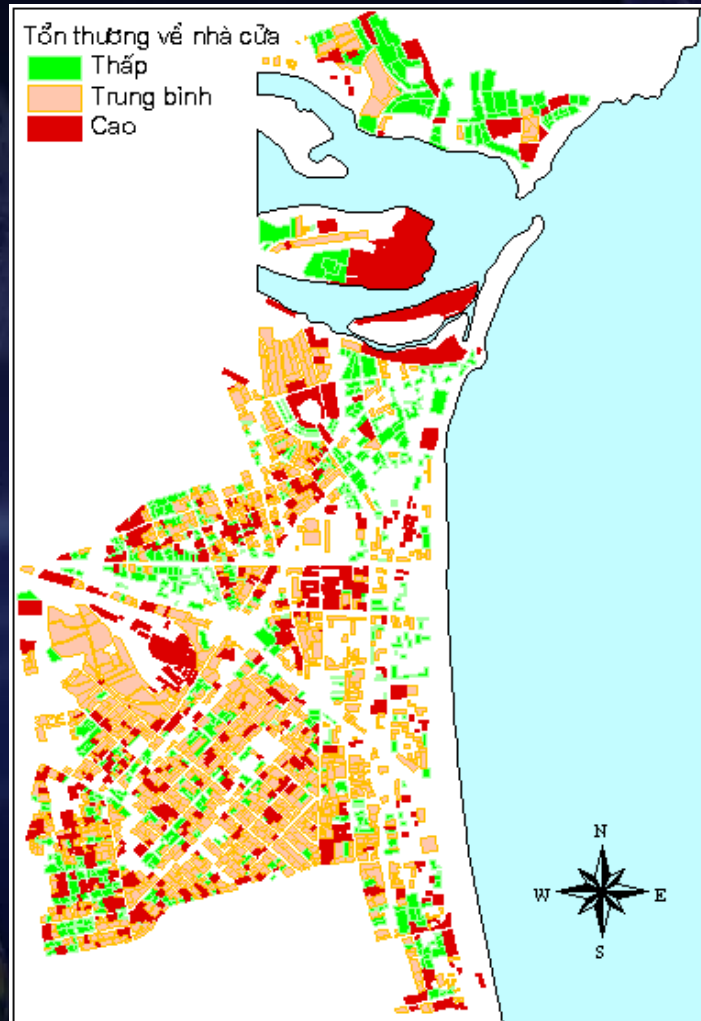 Tổn thương về nhà cửa
Thấp
Trung bình
Cao
N
W E
S